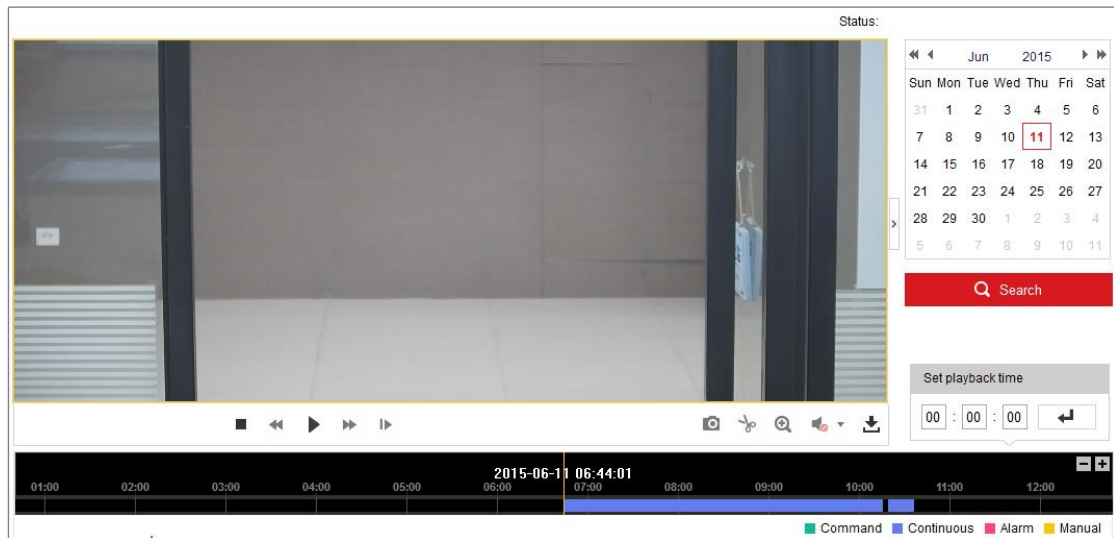 Status:
Jun 2015
Sun Mon Tue Wed Thu Fri Sat
31 1 2 3 4 5 6
7 8 9 10 11 12 13
14 15 16 17 18 19 20
21 22 23 24 25 26 27
28 29 30 1 2 3 4
5 6 7 8 9 10 11
Search
Set playback time
00 : 00 : 00
2015-06-11 06:44:01
01:00 02:00 03:00 04:00 05:00 06:00 07:00 08:00 09:00 10:00 11:00 12:00
Command Continuous Alarm Manual